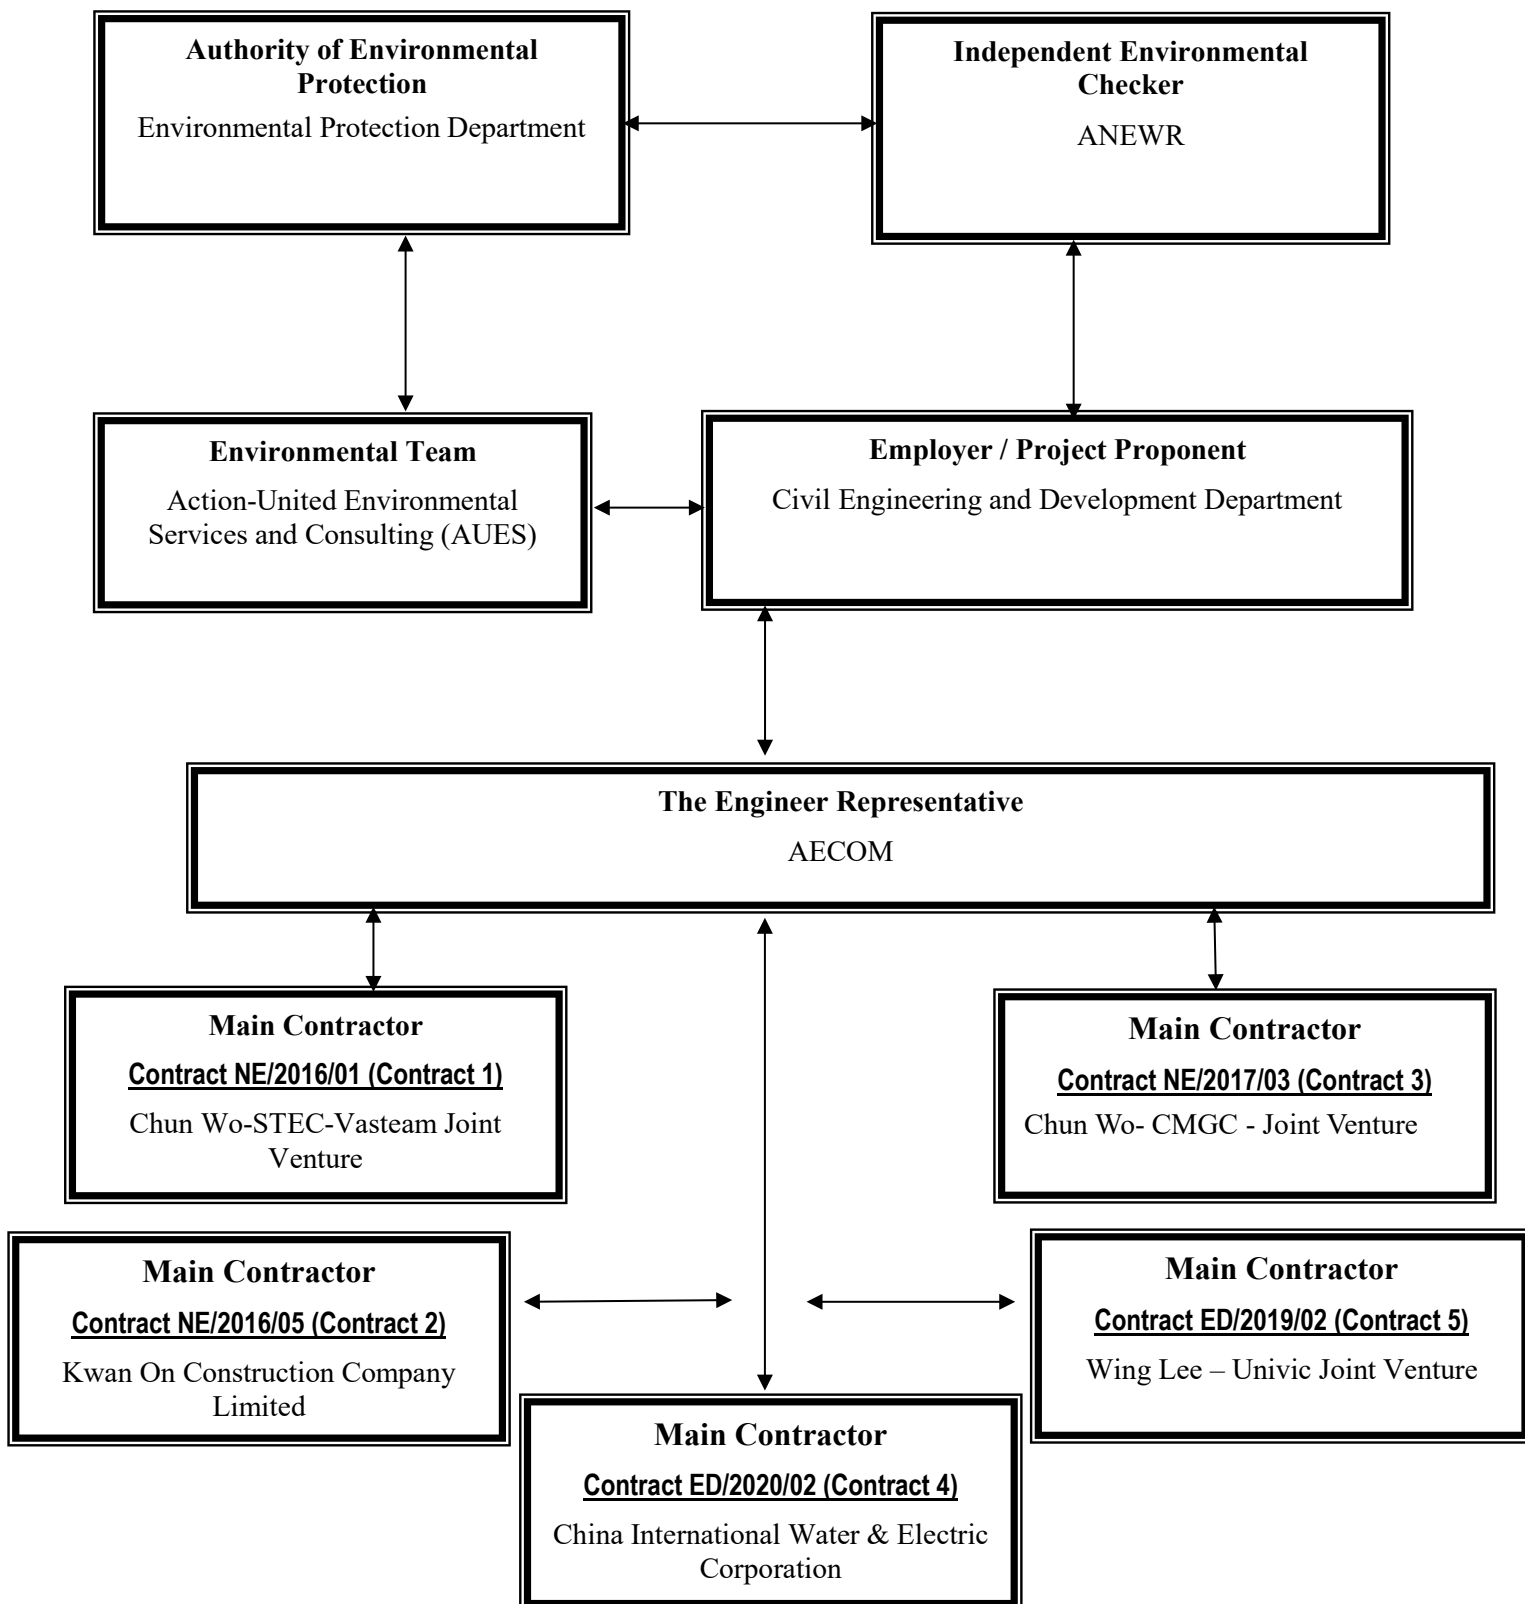 Authority of Environmental
Protection
Environmental Protection Department
Independent Environmental
Checker
ANEWR
Environmental Team
Action-United Environmental
Services and Consulting (AUES)
Employer / Project Proponent
Civil Engineering and Development Department
The Engineer Representative
AECOM
Main Contractor
Contract NE/2016/01 (Contract 1)
Chun Wo-STEC-Vasteam Joint
Venture
Main Contractor
Contract NE/2017/03 (Contract 3)
Chun Wo- CMGC - Joint Venture
Main Contractor
Contract NE/2016/05 (Contract 2)
Kwan On Construction Company
Limited
Main Contractor
Contract ED/2019/02 (Contract 5)
Wing Lee – Univic Joint Venture
Main Contractor
Contract ED/2020/02 (Contract 4)
China International Water & Electric
Corporation